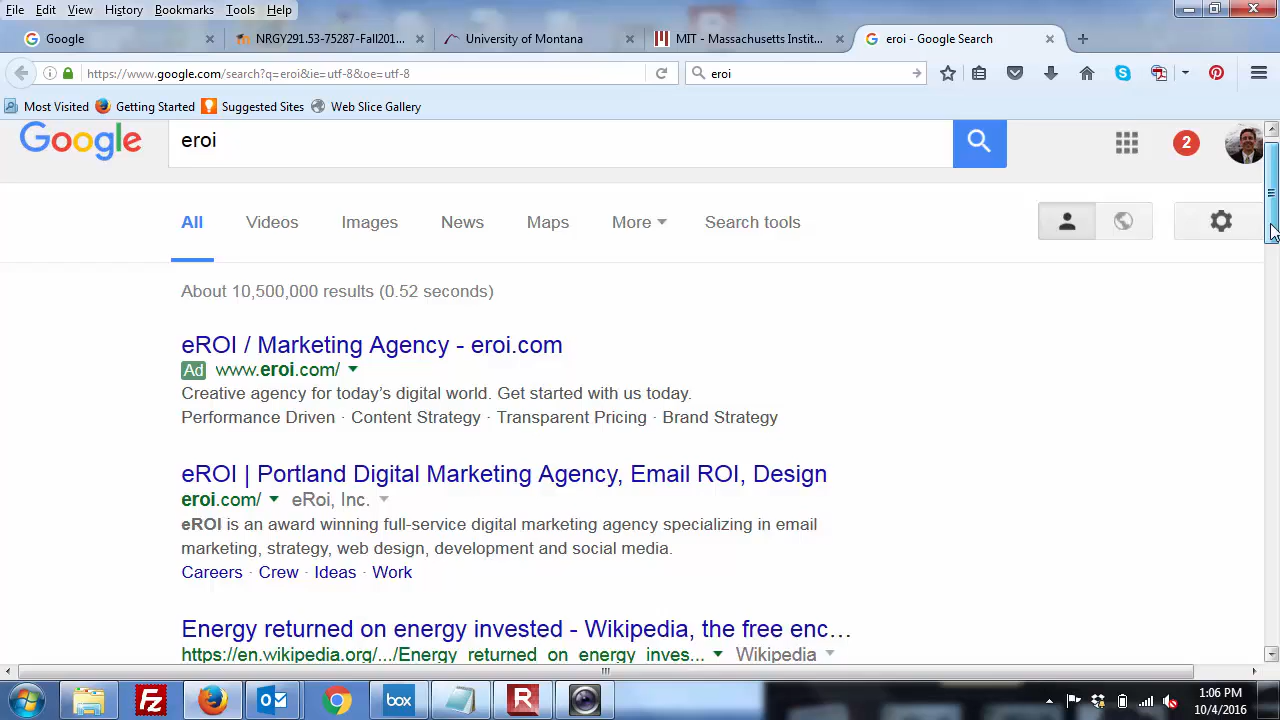 File Edit View History Bookmarks Tools Help
Google
NRGY291.53-75287-Fall201...
University of Montana
MIT - Massachusetts Instit...
eroi - Google Search
https://www.google.com/search?q=eroi&ie=utf-8&oe=utf-8
eroi
Most Visited Getting Started Suggested Sites Web Slice Gallery
Google
eroi
2
All Videos Images News Maps More Search tools
About 10,500,000 results (0.52 seconds)
eROI / Marketing Agency - eroi.com
Ad www.eroi.com/
Creative agency for today's digital world. Get started with us today.
Performance Driven · Content Strategy · Transparent Pricing · Brand Strategy
eROI | Portland Digital Marketing Agency, Email ROI, Design
eroi.com/ eRoi, Inc.
eROI is an award winning full-service digital marketing agency specializing in email
marketing, strategy, web design, development and social media.
Careers · Crew · Ideas · Work
Energy returned on energy invested - Wikipedia, the free enc...
https://en.wikipedia.org/.../Energy_returned_on_energy_inves... Wikipedia
Fz
box
R
1:06 PM
10/4/2016